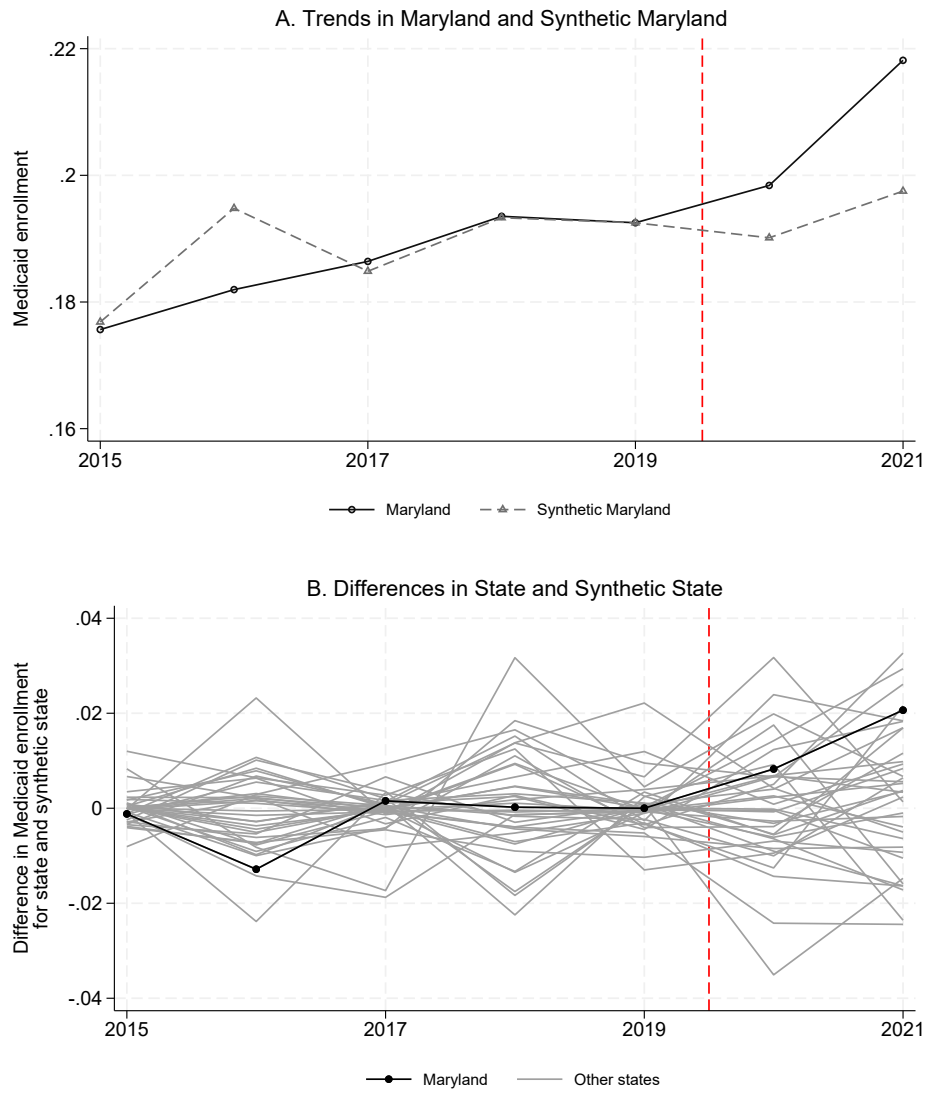 A. Trends in Maryland and Synthetic Maryland
Medicaid enrollment
.22
.2
.18
.16
2015
2017
2019
2021
Maryland
Synthetic Maryland
B. Differences in State and Synthetic State
Difference in Medicaid enrollment
for state and synthetic state
.04
.02
0
-.02
-.04
2015
2017
2019
2021
Maryland
Other states